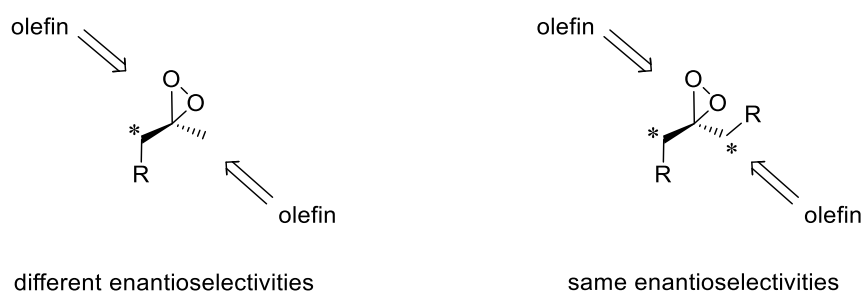 olefin
olefin
O
O
O
O
R
*
*
*
R
R
olefin
olefin
different enantioselectivities
same enantioselectivities